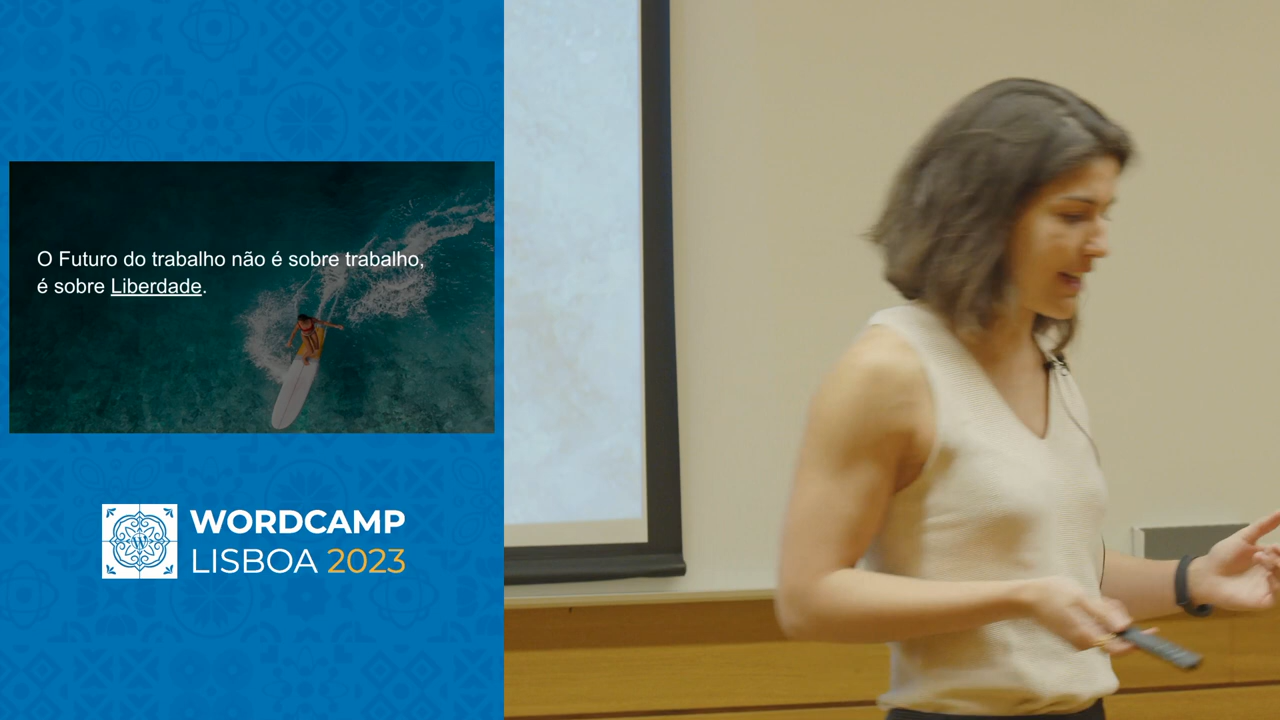 O Futuro do trabalho não é sobre trabalho,
é sobre Liberdade.
WORDCAMP
LISBOA 2023